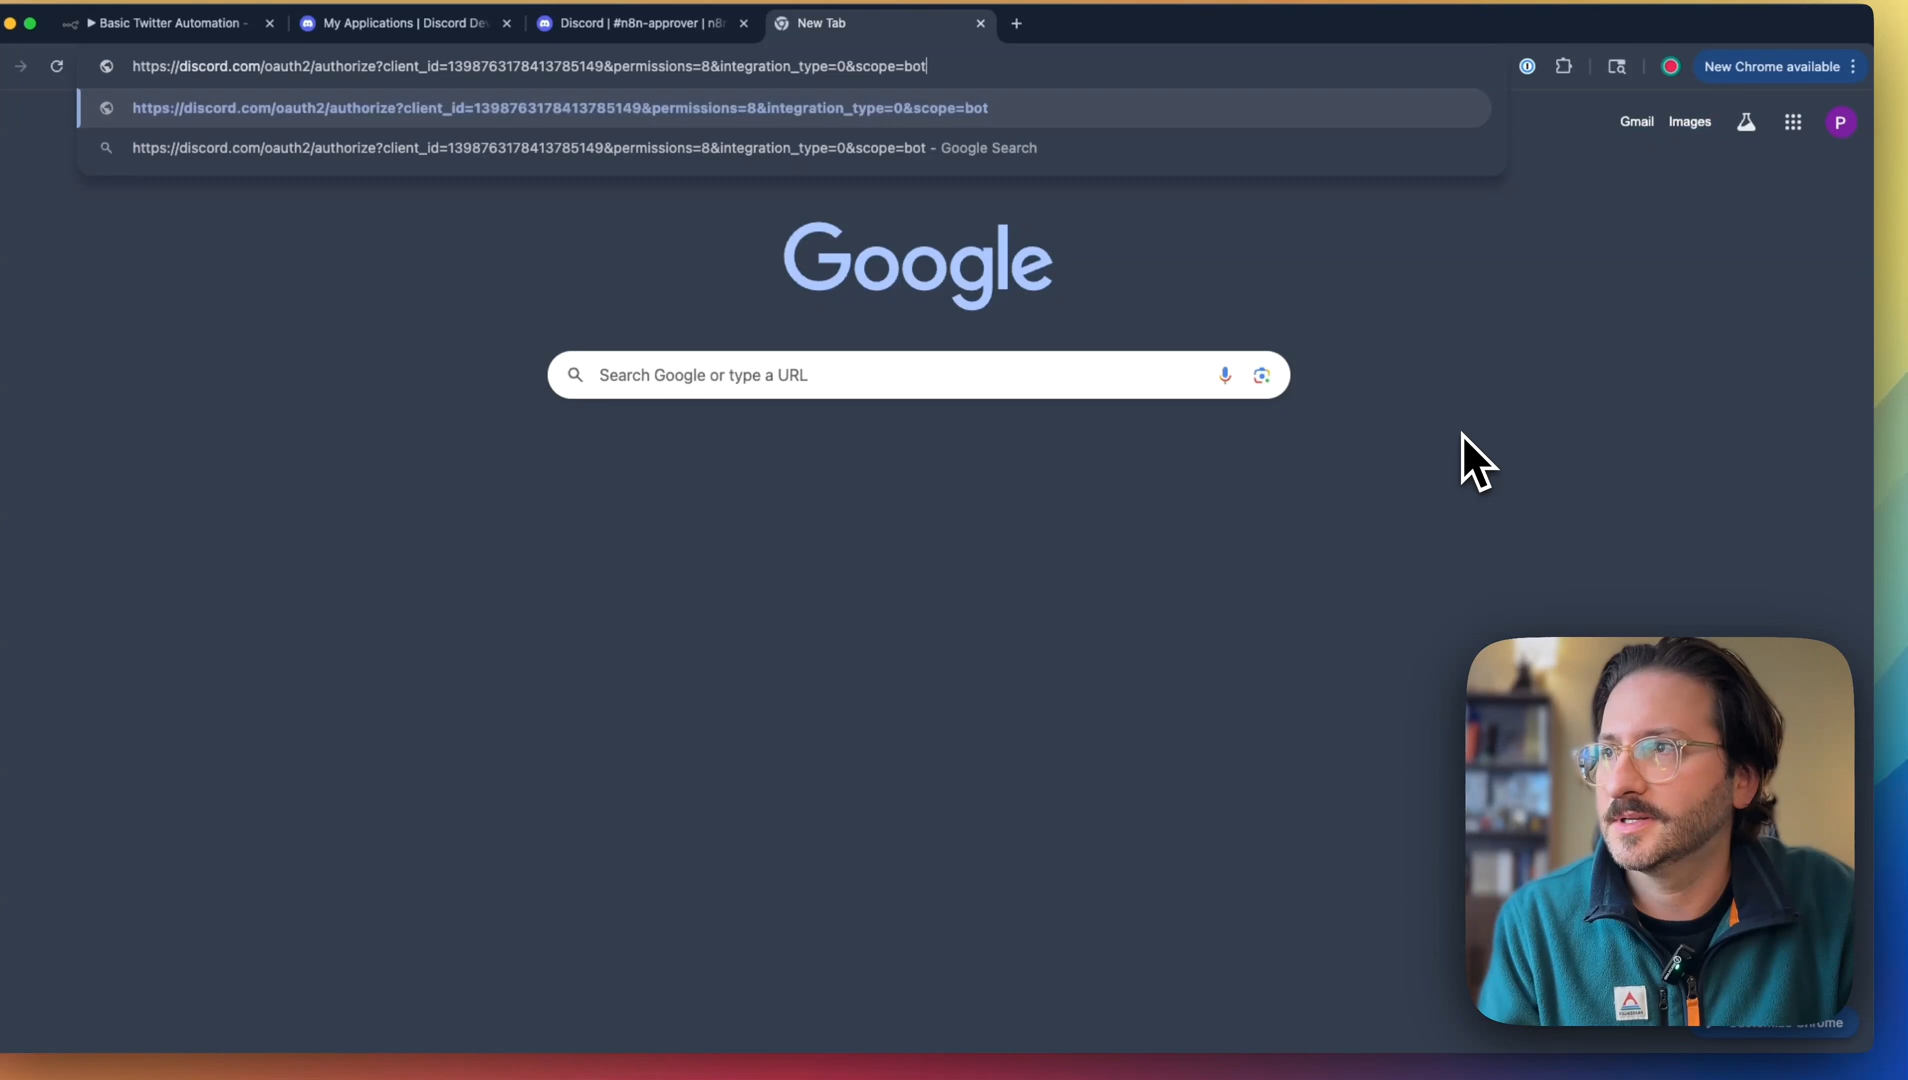 ▶ Basic Twitter Automation -
My Applications | Discord De
Discord | #n8n-approver | n8
New Tab
https://discord.com/oauth2/authorize?client_id=1398763178413785149&permissions=8&integration_type=0&scope=bot
New Chrome available
https://discord.com/oauth2/authorize?client_id=1398763178413785149&permissions=8&integration_type=0&scope=bot
https://discord.com/oauth2/authorize?client_id=1398763178413785149&permissions=8&integration_type=0&scope=bot - Google Search
Gmail
Images
P
Google
Search Google or type a URL
Customize Chrome